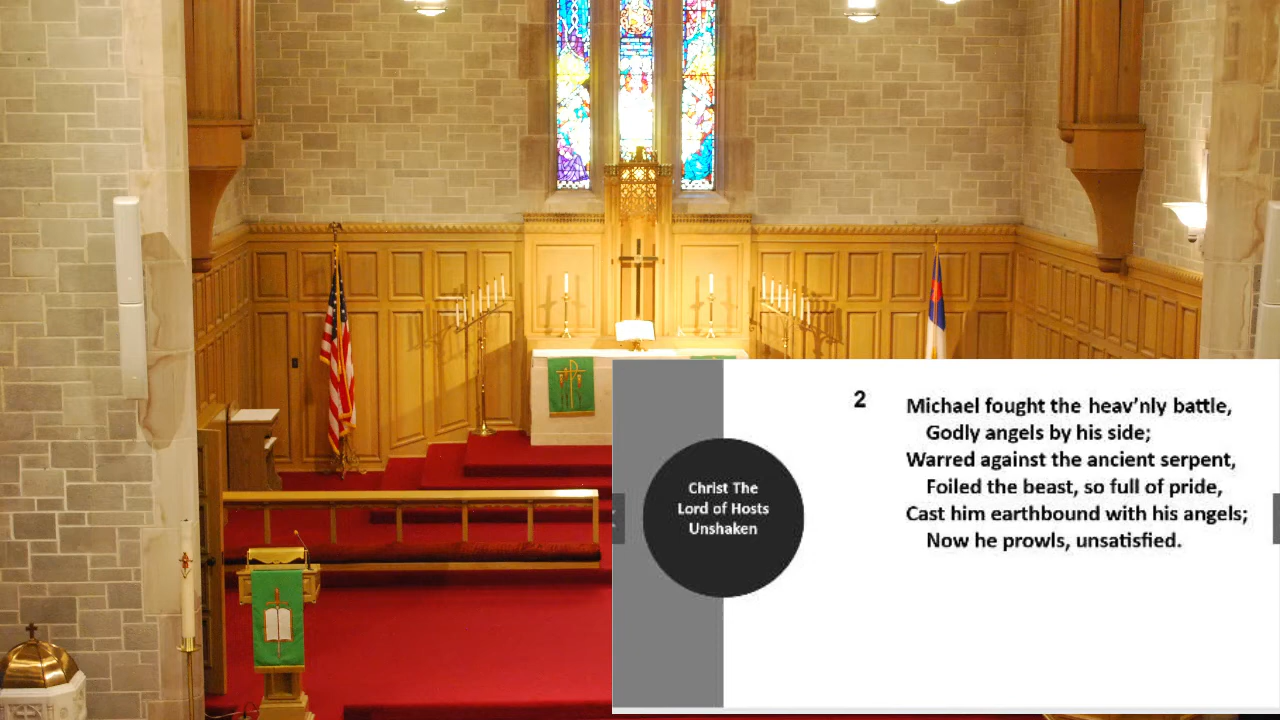 Christ The
Lord of Hosts
Unshaken
2
Michael fought the heav'nly battle,
Godly angels by his side;
Warred against the ancient serpent,
Foiled the beast, so full of pride,
Cast him earthbound with his angels;
Now he prowls, unsatisfied.